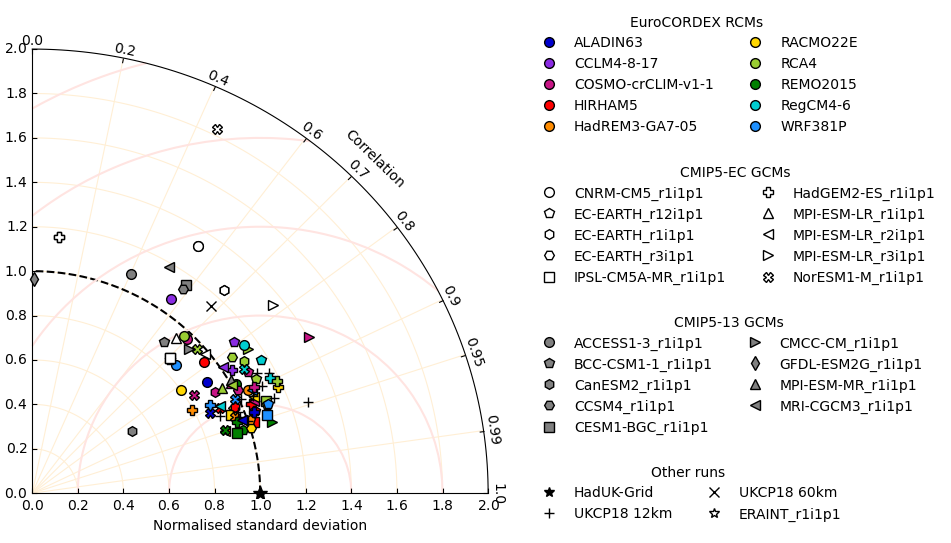 0.0
0.2
0.4
0.6
Correlation
0.7
0.8
0.9
0.95
0.99
1.0
2.0
1.8
1.6
1.4
1.2
1.0
0.8
0.6
0.4
0.2
0.0
0.0 0.2 0.4 0.6 0.8 1.0 1.2 1.4 1.6 1.8 2.0
Normalised standard deviation
EuroCORDEX RCMs
ALADIN63 RACMO22E
CCLM4-8-17 RCA4
COSMO-crCLIM-v1-1 REMO2015
HIRHAM5 RegCM4-6
HadREM3-GA7-05 WRF381P
CMIP5-EC GCMs
CNRM-CM5_r1i1p1 HadGEM2-ES_r1i1p1
EC-EARTH_r12i1p1 MPI-ESM-LR_r1i1p1
EC-EARTH_r1i1p1 MPI-ESM-LR_r2i1p1
EC-EARTH_r3i1p1 MPI-ESM-LR_r3i1p1
IPSL-CM5A-MR_r1i1p1 NorESM1-M_r1i1p1
CMIP5-13 GCMs
ACCESS1-3_r1i1p1 CMCC-CM_r1i1p1
BCC-CSM1-1_r1i1p1 GFDL-ESM2G_r1i1p1
CanESM2_r1i1p1 MPI-ESM-MR_r1i1p1
CCSM4_r1i1p1 MRI-CGCM3_r1i1p1
CESM1-BGC_r1i1p1
Other runs
HadUK-Grid UKCP18 60km
UKCP18 12km ERAINT_r1i1p1